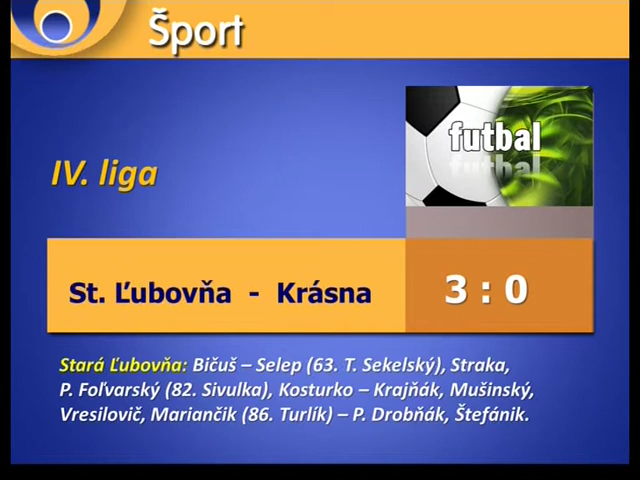 Šport
futbal
IV. liga
St. Ľubovňa - Krásna 3 : 0
Stará Ľubovňa: Bičuš – Selep (63. T. Sekelský), Straka,
P. Foľvarský (82. Sivulka), Kosturko – Krajňák, Mušinský,
Vresilovič, Mariančik (86. Turlík) – P. Drobňák, Štefánik.